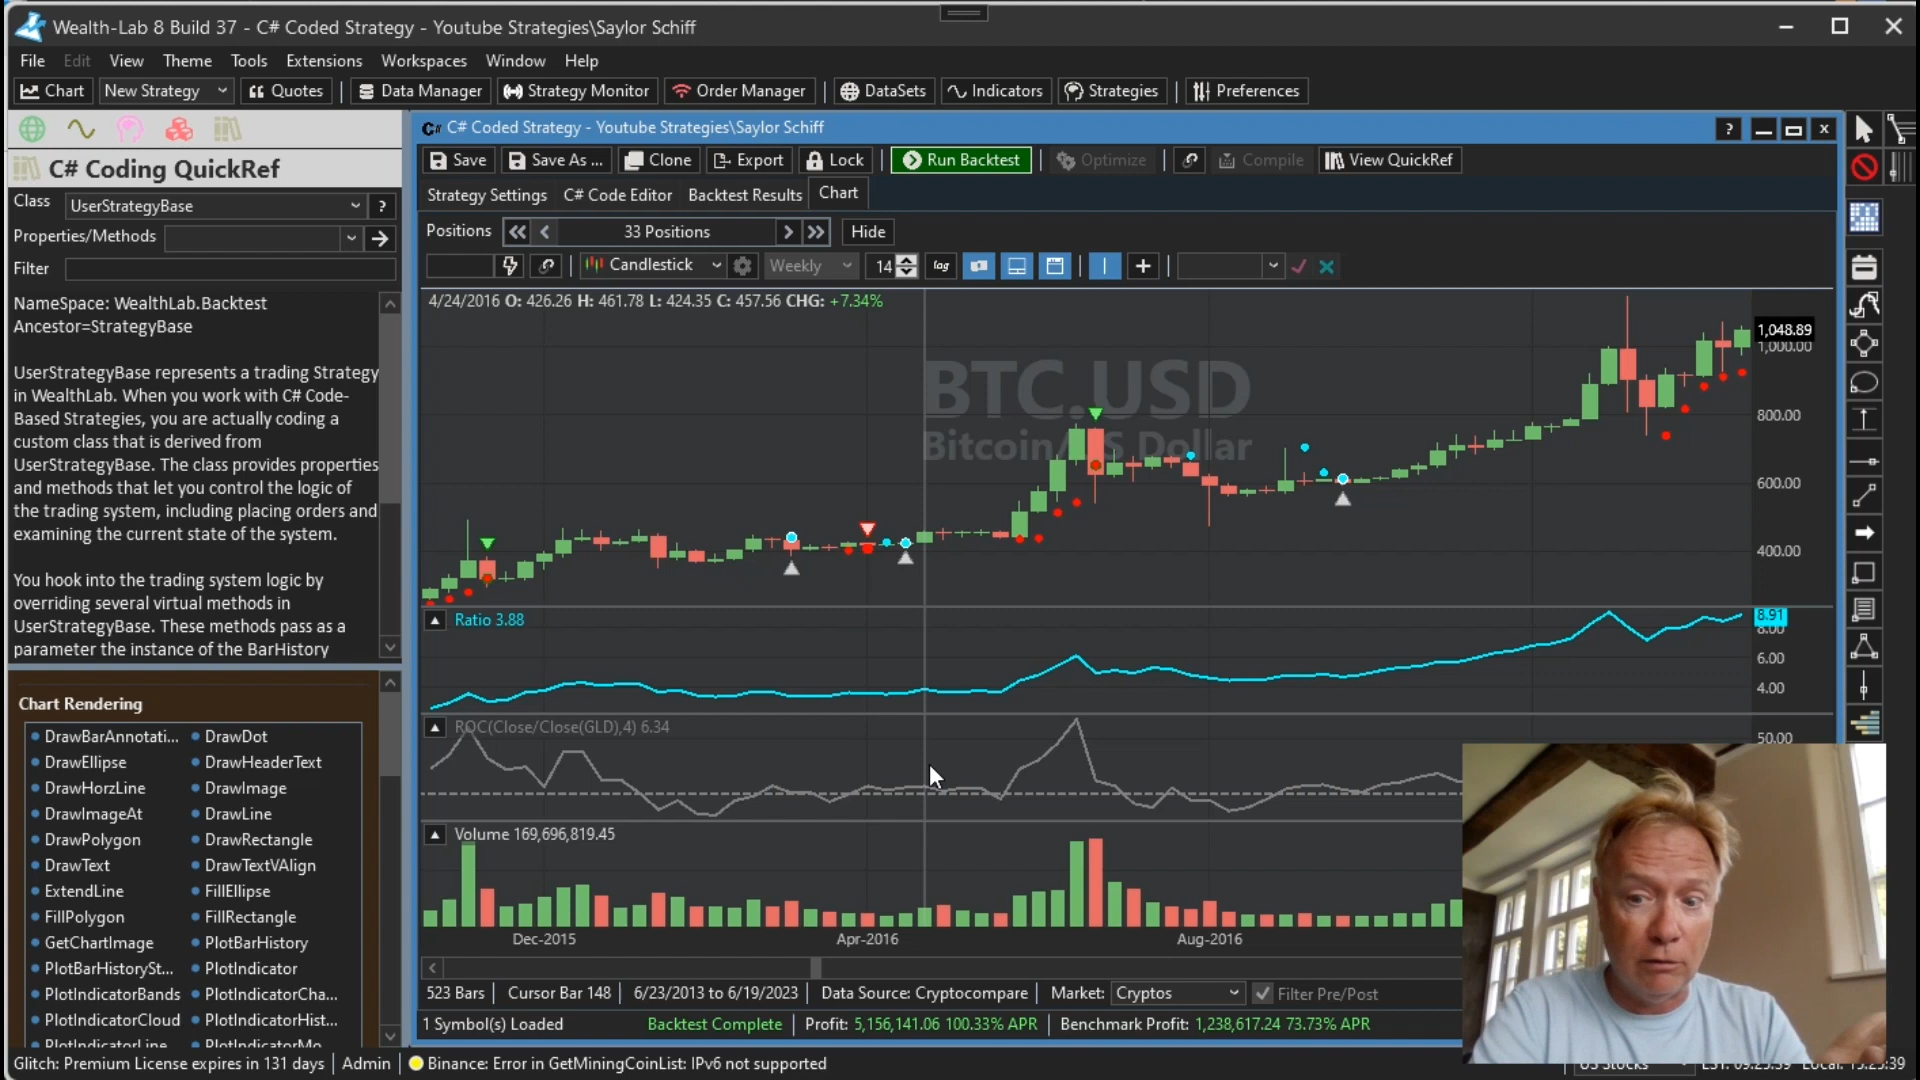 Wealth-Lab 8 Build 37 - C# Coded Strategy - Youtube Strategies\Saylor Schiff
File Edit View Theme Tools Extensions Workspaces Window Help
Chart New Strategy Quotes Data Manager Strategy Monitor Order Manager DataSets Indicators Strategies Preferences
C# Coding QuickRef
Class UserStrategyBase ?
Properties/Methods
Filter
NameSpace: WealthLab.Backtest
Ancestor=StrategyBase
UserStrategyBase represents a trading Strategy
in WealthLab. When you work with C# Code-
Based Strategies, you are actually coding a
custom class that is derived from
UserStrategyBase. The class provides properties
and methods that let you control the logic of
the trading system, including placing orders and
examining the current state of the system.
You hook into the trading system logic by
overriding several virtual methods in
UserStrategyBase. These methods pass as a
parameter the instance of the BarHistory
Chart Rendering
DrawBarAnnotati... DrawDot
DrawEllipse DrawHeaderText
DrawHorzLine DrawImage
DrawImageAt DrawLine
DrawPolygon DrawRectangle
DrawText DrawTextVAlign
ExtendLine FillEllipse
FillPolygon FillRectangle
GetChartImage PlotBarHistory
PlotBarHistorySt... PlotIndicator
PlotIndicatorBands PlotIndicatorCha...
PlotIndicatorCloud PlotIndicatorHist...
PlotIndicatorLine PlotIndicatorMo...
C# C# Coded Strategy - Youtube Strategies\Saylor Schiff ?
Save Save As ... Clone Export Lock Run Backtest Optimize Compile View QuickRef
Strategy Settings C# Code Editor Backtest Results Chart
Positions 33 Positions Hide
Candlestick Weekly 14 log
4/24/2016 O: 426.26 H: 461.78 L: 424.35 C: 457.56 CHG: +7.34%
BTC.USD
Bitcoin/US Dollar
1,048.89
1,000.00
800.00
600.00
400.00
Ratio 3.88
8.91
8.00
6.00
4.00
ROC(Close/Close(GLD),4) 6.34
50.00
Volume 169,696,819.45
Dec-2015 Apr-2016 Aug-2016
523 Bars Cursor Bar 148 6/23/2013 to 6/19/2023 Data Source: Cryptocompare Market: Cryptos Filter Pre/Post
1 Symbol(s) Loaded Backtest Complete Profit: 5,156,141.06 100.33% APR Benchmark Profit: 1,238,617.24 73.73% APR
Glitch: Premium License expires in 131 days Admin Binance: Error in GetMiningCoinList: IPv6 not supported